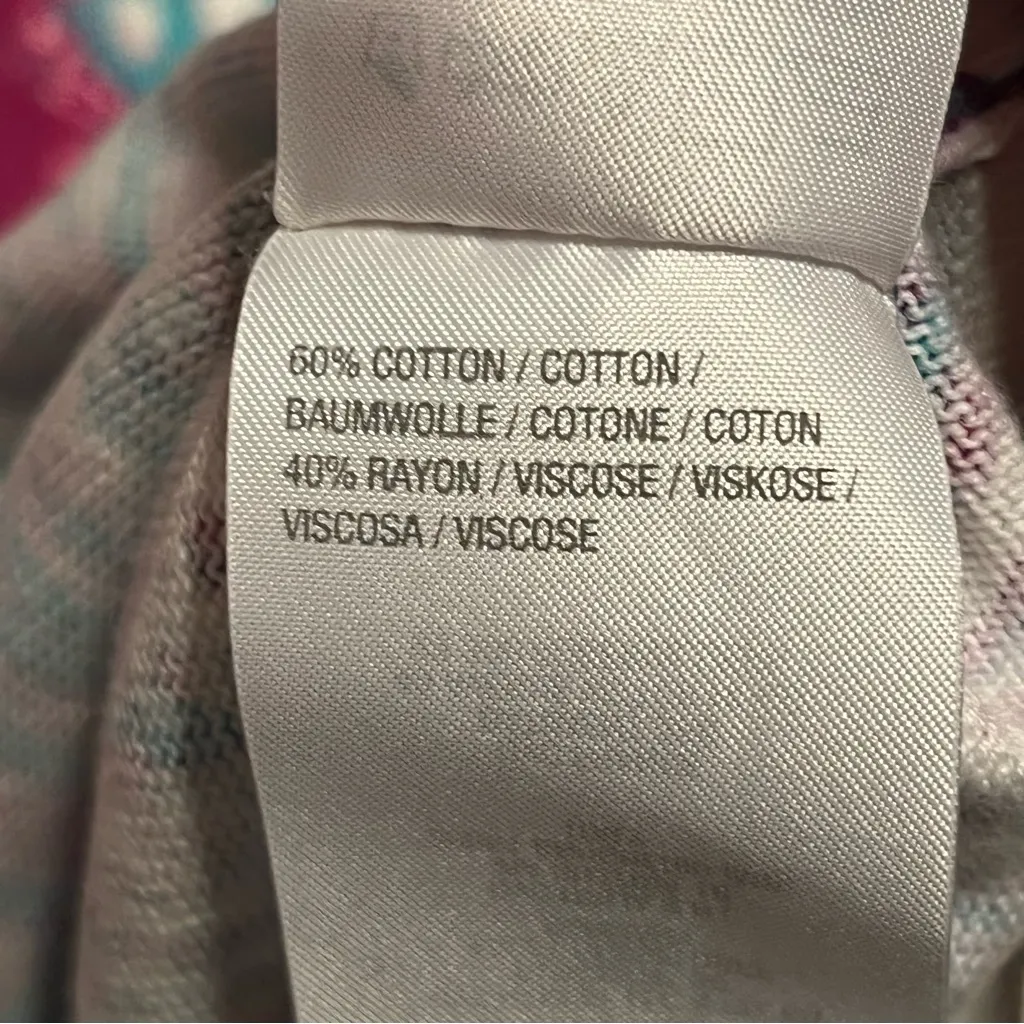 60% COTTON / COTTON /
BAUMWOLLE / COTONE / COTON
40% RAYON / VISCOSE / VISKOSE /
VISCOSA / VISCOSE